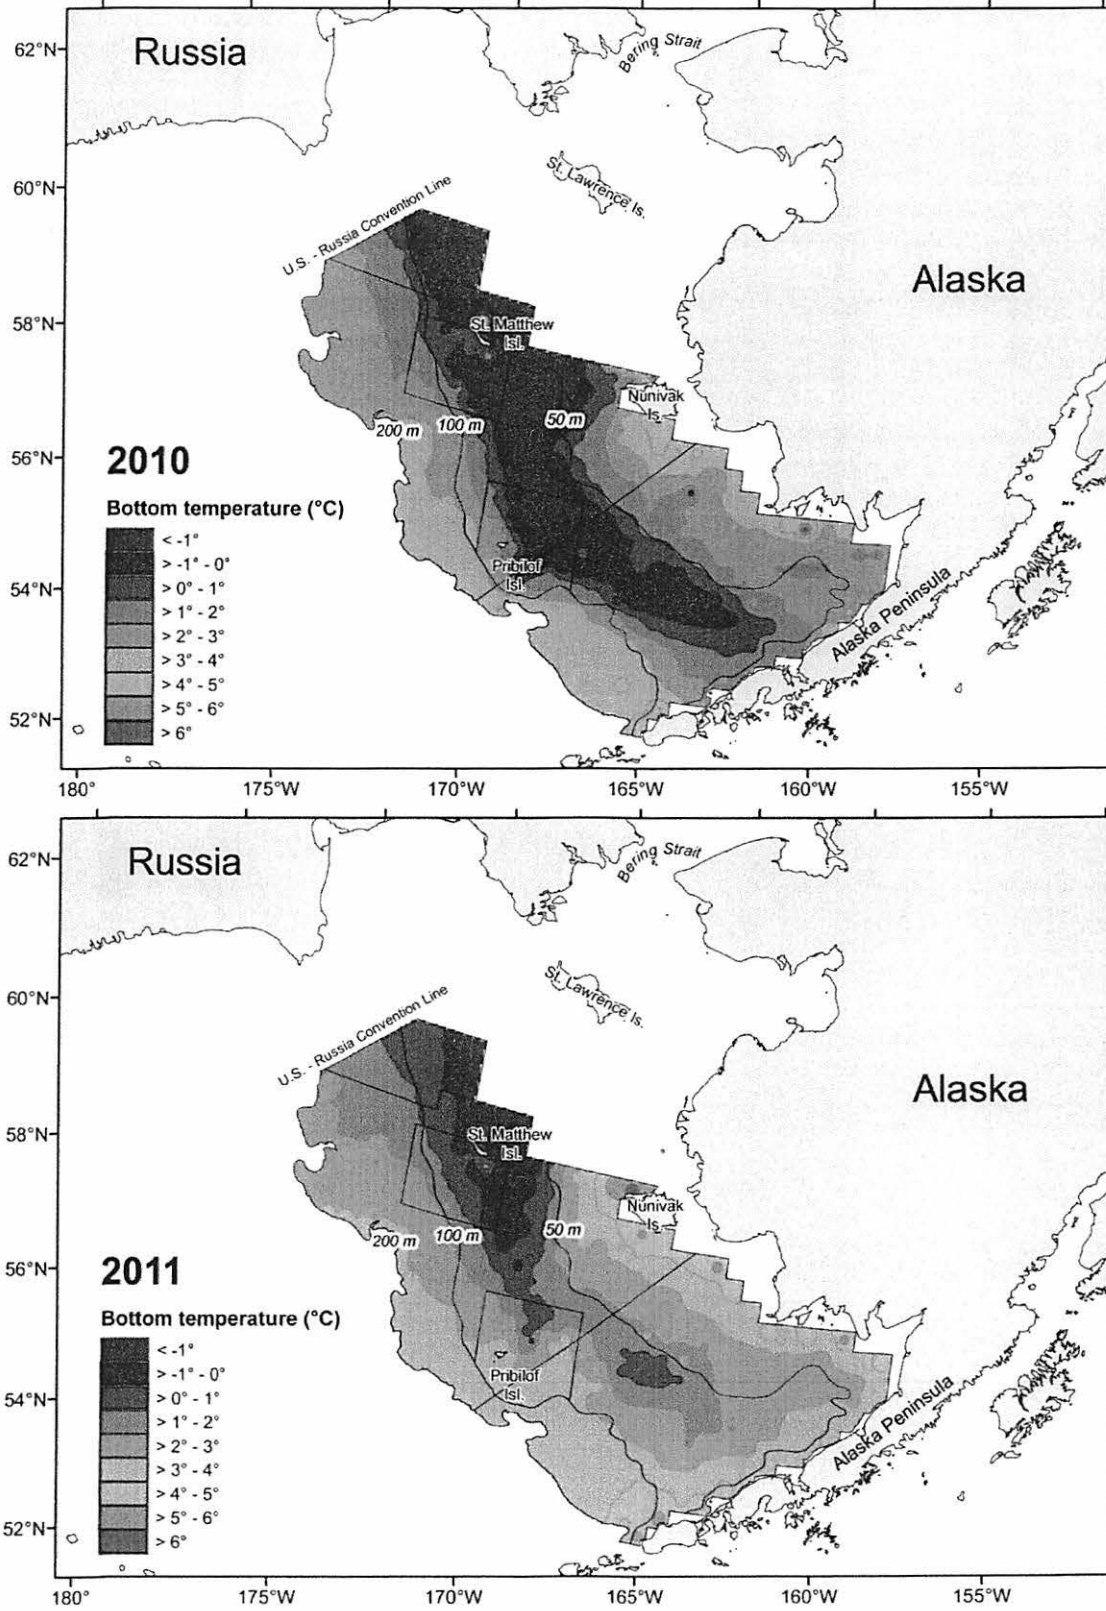 62°N
Russia
Bering Strait
60°N
St. Lawrence Is.
U.S. - Russia Convention Line
Alaska
58°N
St. Matthew
Isl.
Nunivak
Is.
200 m
100 m
50 m
56°N
2010
Bottom temperature (°C)
< -1°
> -1° - 0°
> 0° - 1°
> 1° - 2°
> 2° - 3°
> 3° - 4°
> 4° - 5°
> 5° - 6°
> 6°
Pribilof
Isl.
54°N
Alaska Peninsula
52°N
180°
175°W
170°W
165°W
160°W
155°W
62°N
Russia
Bering Strait
60°N
St. Lawrence Is.
U.S. - Russia Convention Line
Alaska
58°N
St. Matthew
Isl.
Nunivak
Is.
200 m
100 m
50 m
56°N
2011
Bottom temperature (°C)
< -1°
> -1° - 0°
> 0° - 1°
> 1° - 2°
> 2° - 3°
> 3° - 4°
> 4° - 5°
> 5° - 6°
> 6°
Pribilof
Isl.
54°N
Alaska Peninsula
52°N
180°
175°W
170°W
165°W
160°W
155°W